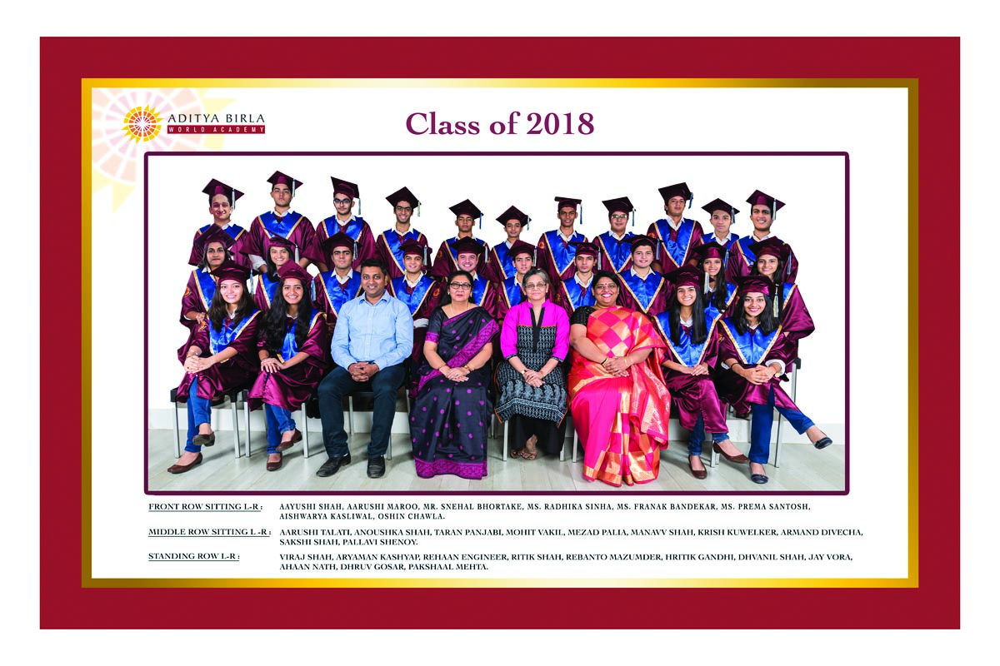 ADITYA BIRLA
WORLD ACADEMY
Class of 2018
FRONT ROW SITTING L-R : AAYUSHI SHAH, AARUSHI MAROO, MR. SNEHAL BHORTAKE, MS. RADHIKA SINHA, MS. FRANAK BANDEKAR, MS. PREMA SANTOSH,
AISHWARYA KASLIWAL, OSHIN CHAWLA.
MIDDLE ROW SITTING L -R : AARUSHI TALATI, ANOUSHKA SHAH, TARAN PANJABI, MOHIT VAKIL, MEZAD PALIA, MANAVV SHAH, KRISH KUWELKER, ARMAND DIVECHA,
SAKSHI SHAH, PALLAVI SHENOY.
STANDING ROW L-R : VIRAJ SHAH, ARYAMAN KASHYAP, REHAAN ENGINEER, RITIK SHAH, REBANTO MAZUMDER, HRITIK GANDHI, DHVANIL SHAH, JAY VORA,
AHAAN NATH, DHRUV GOSAR, PAKSHAAL MEHTA.